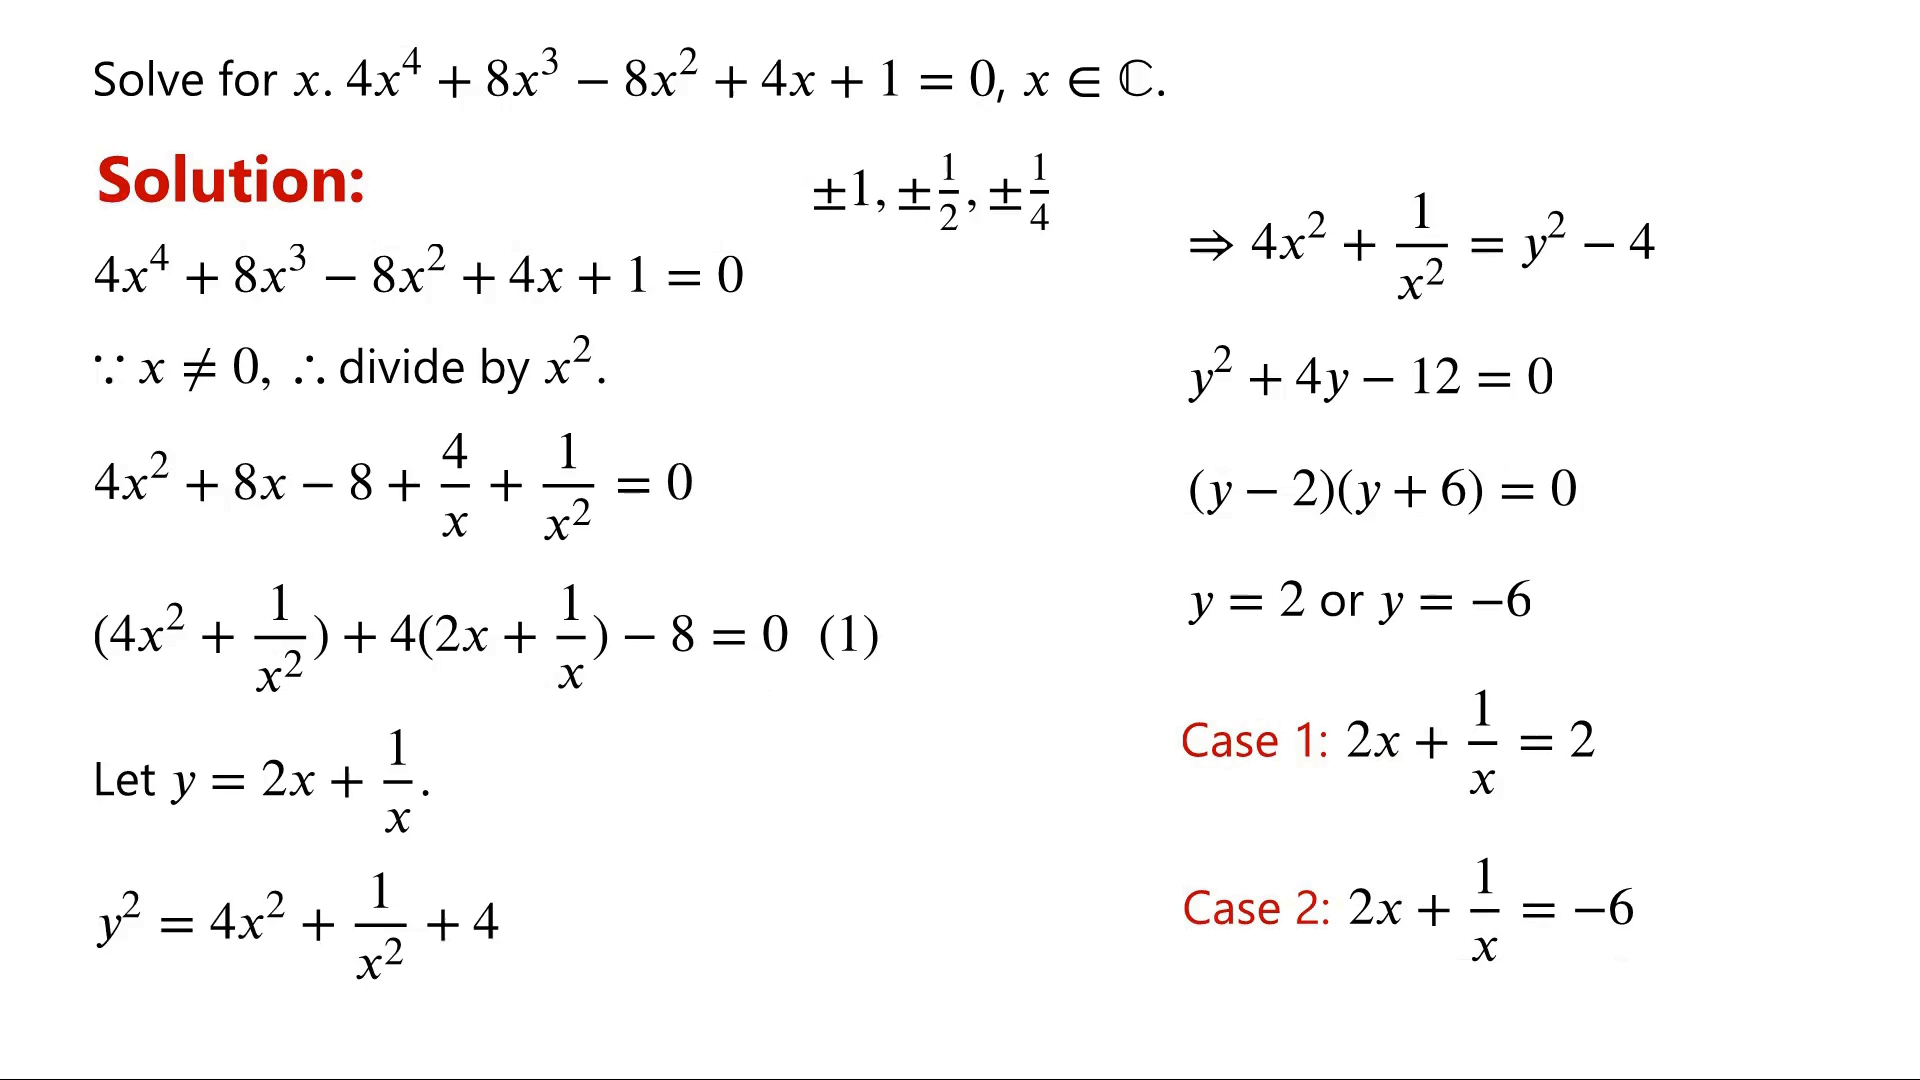 Solve for x. 4x⁴ + 8x³ − 8x² + 4x + 1 = 0, x ∈ ℂ.
Solution:
±1, ±1/2, ±1/4
4x⁴ + 8x³ − 8x² + 4x + 1 = 0
∵ x ≠ 0, ∴ divide by x².
4x² + 8x − 8 + 4/x + 1/x² = 0
(4x² + 1/x²) + 4(2x + 1/x) − 8 = 0 (1)
Let y = 2x + 1/x.
y² = 4x² + 1/x² + 4
⇒ 4x² + 1/x² = y² − 4
y² + 4y − 12 = 0
(y − 2)(y + 6) = 0
y = 2 or y = −6
Case 1: 2x + 1/x = 2
Case 2: 2x + 1/x = −6